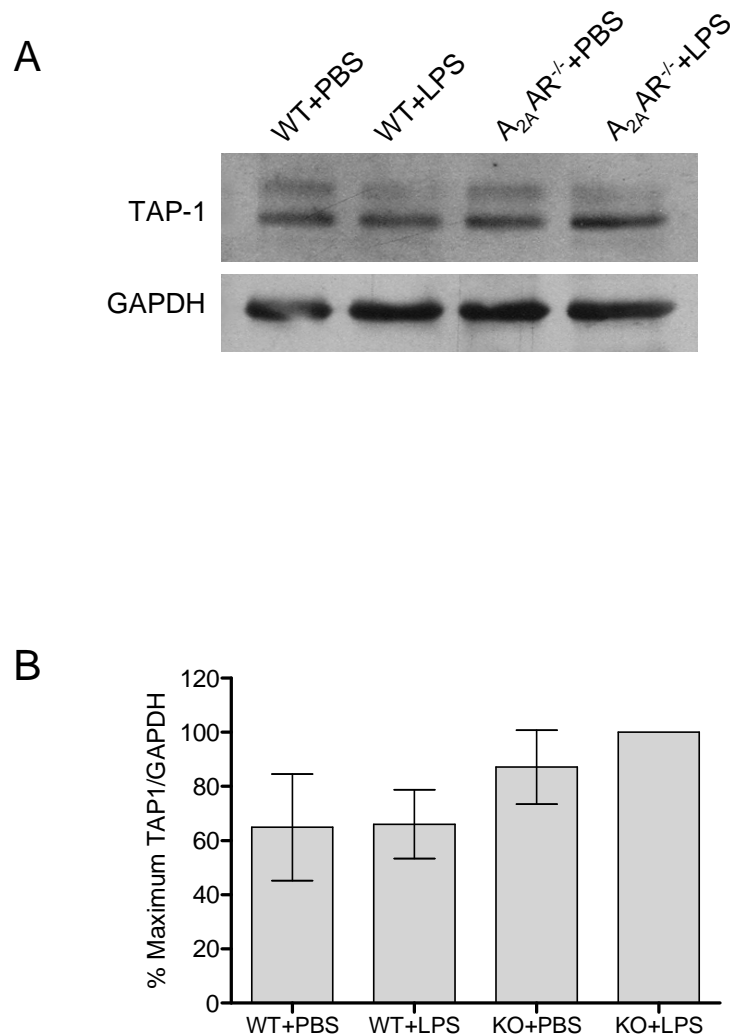 A
WT+PBS
WT+LPS
A2AAR-/-+PBS
A2AAR-/-+LPS
TAP-1
GAPDH
B
% Maximum TAP1/GAPDH
120
100
80
60
40
20
0
WT+PBS
WT+LPS
KO+PBS
KO+LPS